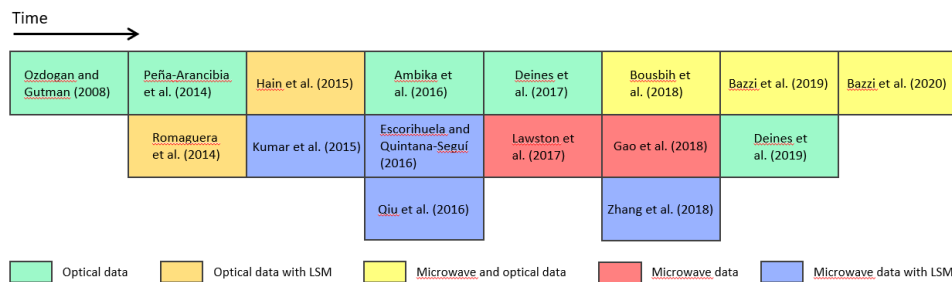 Time
Ozdogan and
Gutman (2008)
Peña-Arancibia
et al. (2014)
Hain et al. (2015)
Ambika et
al. (2016)
Deines et
al. (2017)
Bousbih et
al. (2018)
Bazzi et al. (2019)
Bazzi et al. (2020)
Romaguera
et al. (2014)
Kumar et al. (2015)
Escorihuela and
Quintana-Seguí
(2016)
Lawston et
al. (2017)
Gao et al. (2018)
Deines et
al. (2019)
Qiu et al. (2016)
Zhang et al. (2018)
Optical data
Optical data with LSM
Microwave and optical data
Microwave data
Microwave data with LSM